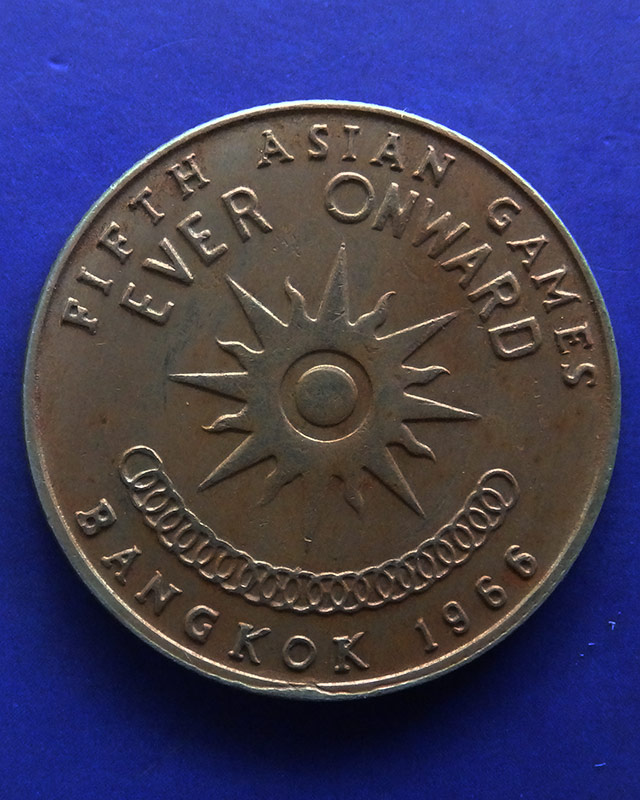 FIFTH ASIAN GAMES
EVER ONWARD
BANGKOK 1966